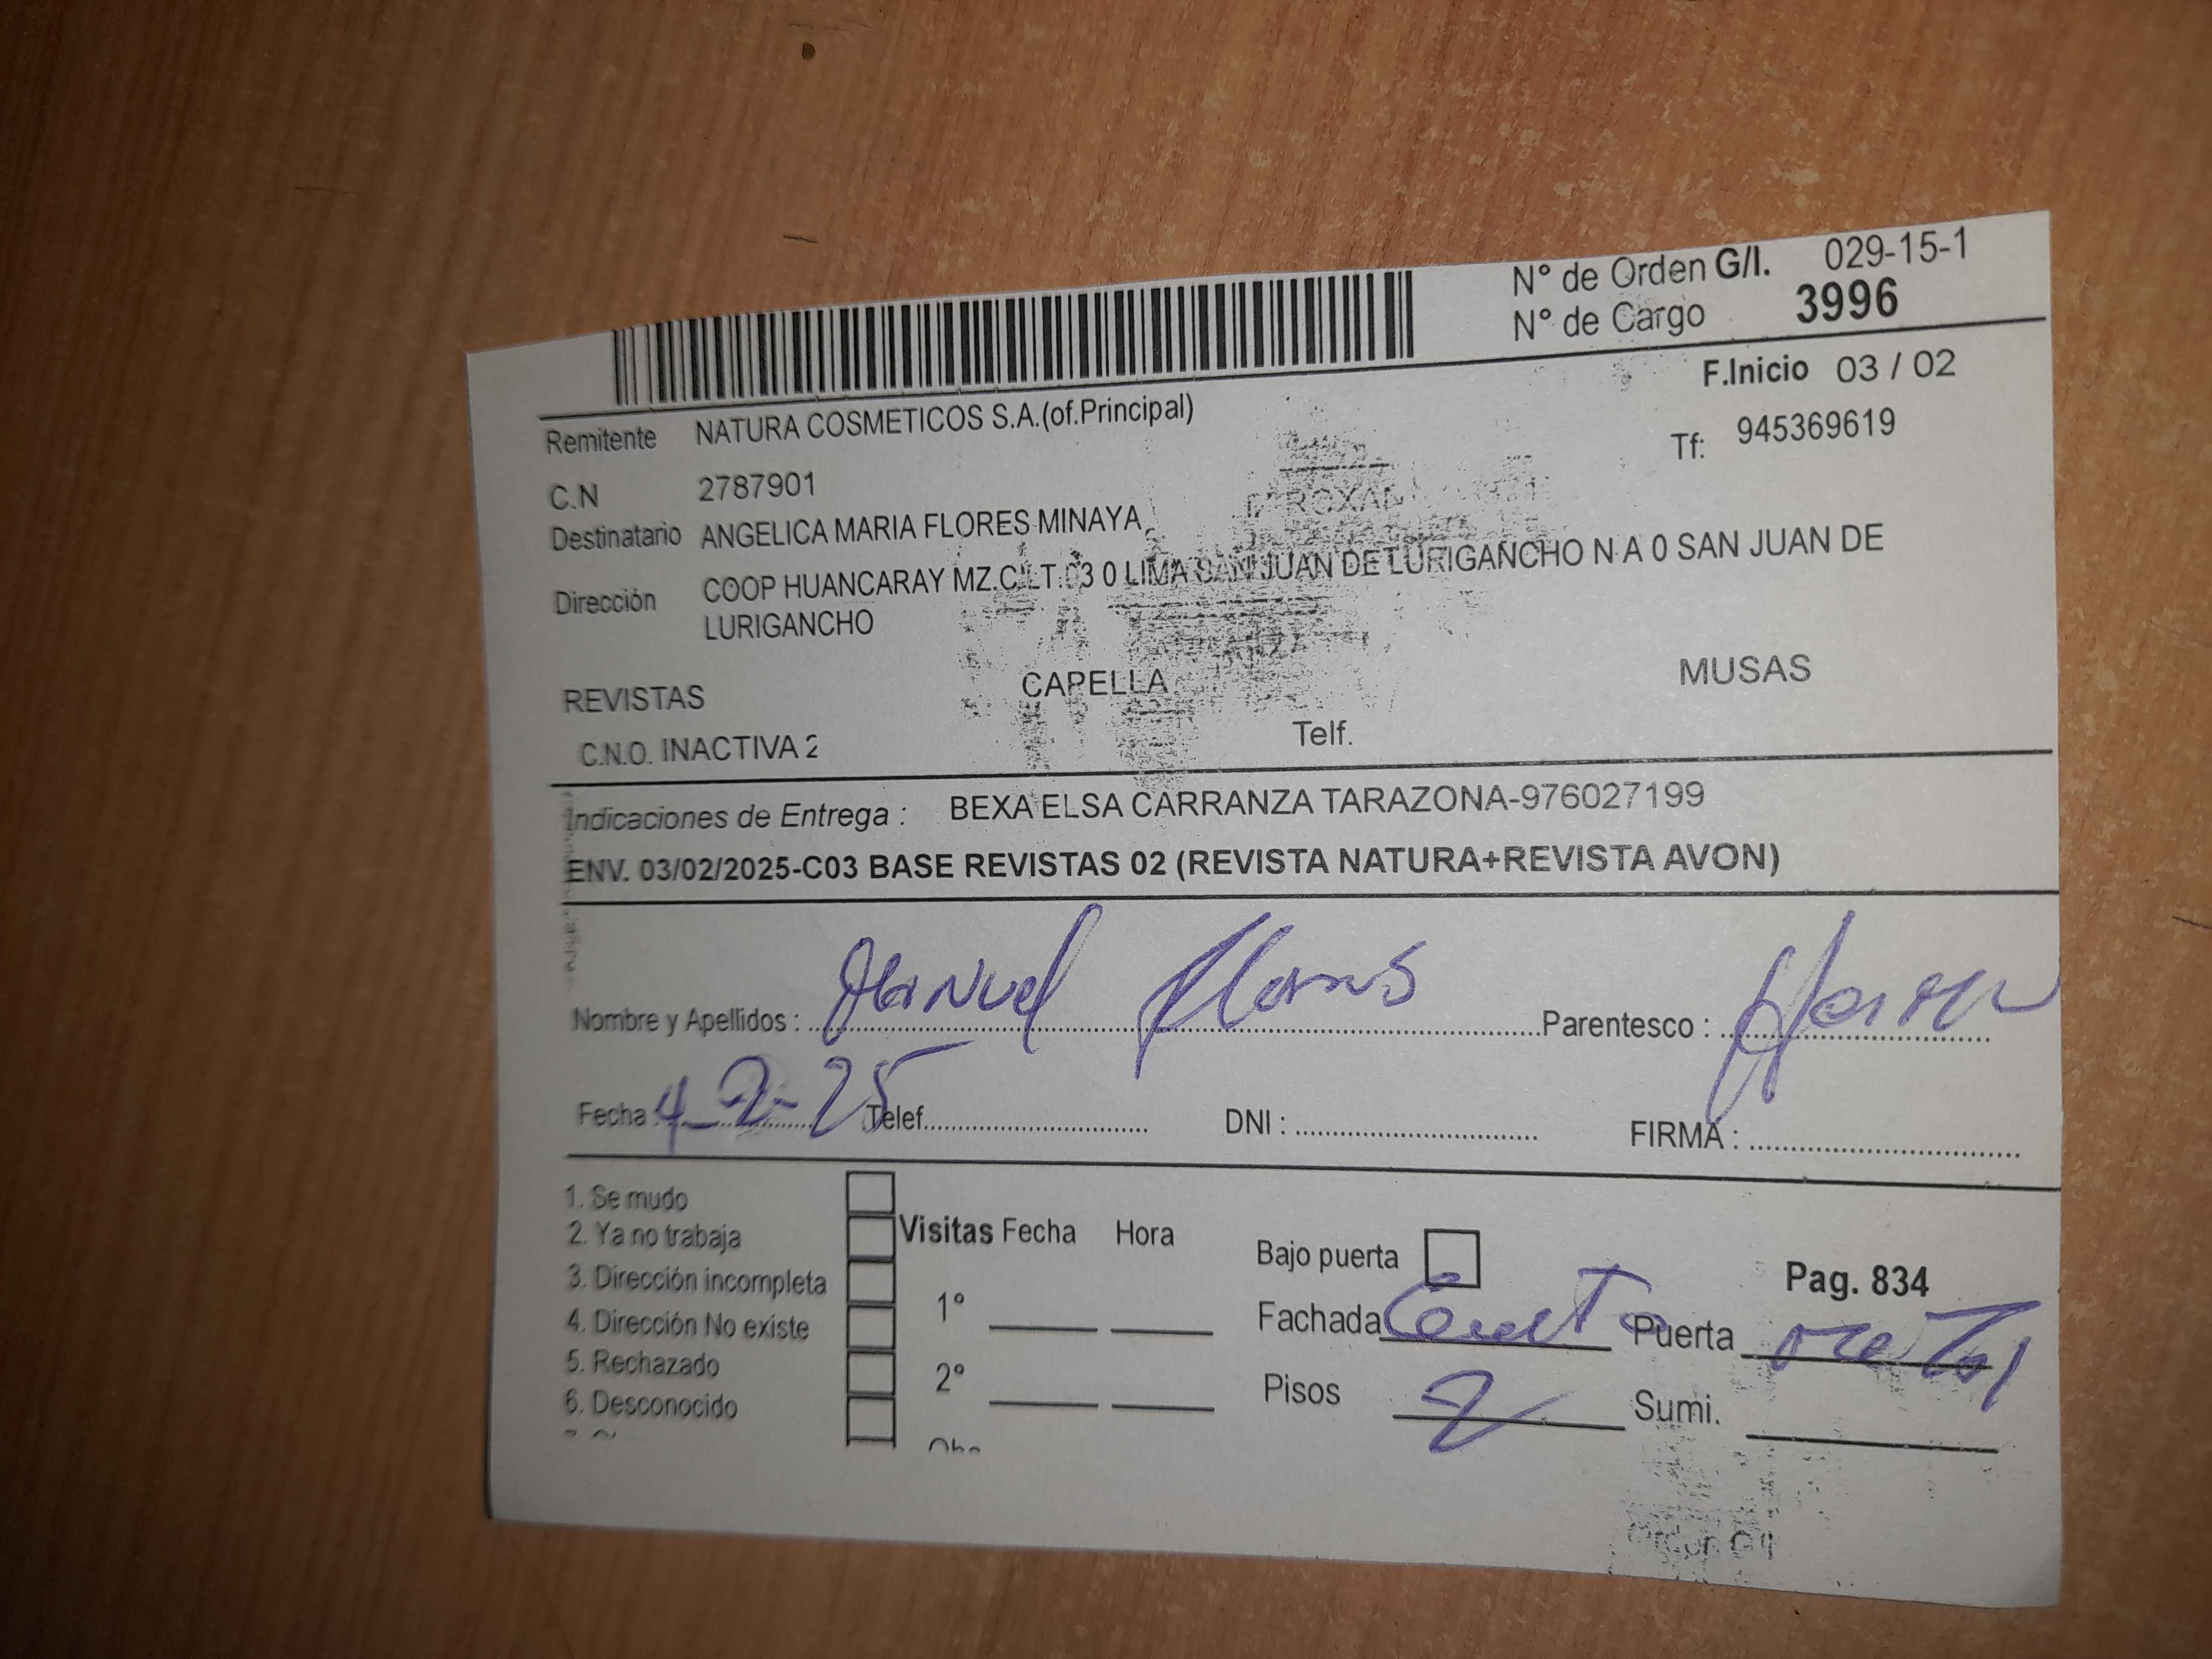 N° de Orden G/I. 029-15-1
N° de Cargo 3996
F.Inicio 03 / 02
Remitente NATURA COSMETICOS S.A.(of.Principal)
Tf: 945369619
C.N 2787901
Destinatario ANGELICA MARIA FLORES MINAYA
Dirección COOP HUANCARAY MZ.C LT.03 0 LIMA SAN JUAN DE LURIGANCHO N A 0 SAN JUAN DE
LURIGANCHO
REVISTAS CAPELLA MUSAS
C.N.O. INACTIVA 2 Telf.
Indicaciones de Entrega : BEXA ELSA CARRANZA TARAZONA-976027199
ENV. 03/02/2025-C03 BASE REVISTAS 02 (REVISTA NATURA+REVISTA AVON)
Nombre y Apellidos : Manuel Flores Parentesco :
Fecha : 4-2-25 Telef. DNI : FIRMA :
1. Se mudo
2. Ya no trabaja
3. Dirección incompleta
4. Dirección No existe
5. Rechazado
6. Desconocido
Visitas Fecha Hora
1°
2°
Bajo puerta
Pag. 834
Fachada Puerta
Pisos 2 Sumi.